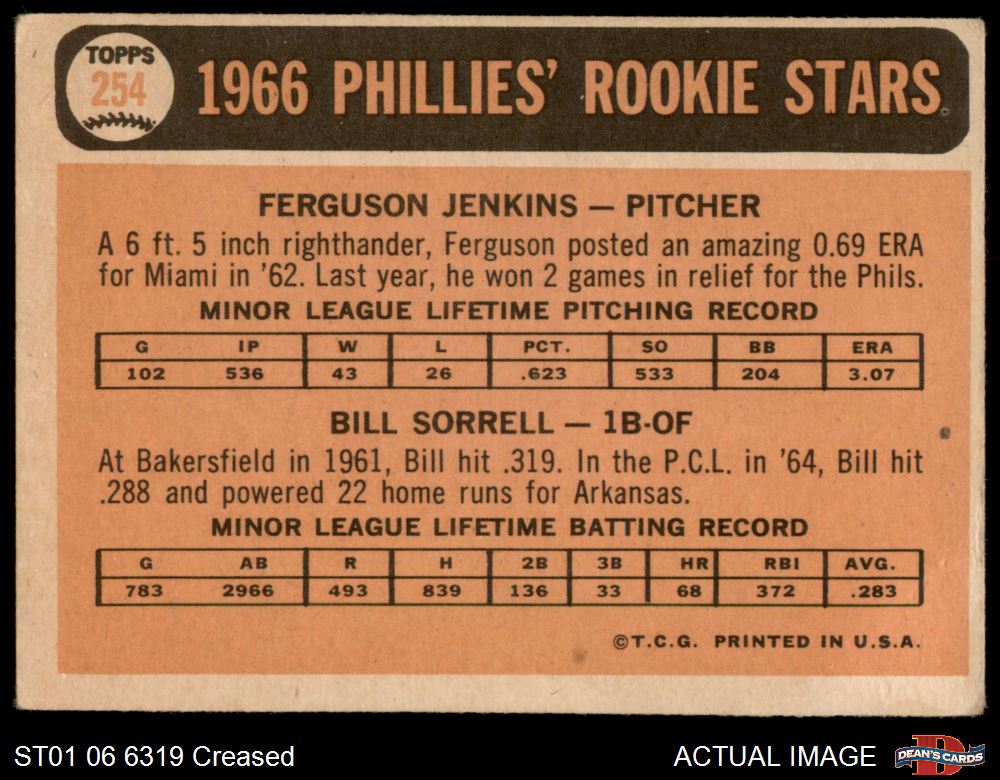 TOPPS
254
1966 PHILLIES' ROOKIE STARS
FERGUSON JENKINS — PITCHER
A 6 ft. 5 inch righthander, Ferguson posted an amazing 0.69 ERA
for Miami in '62. Last year, he won 2 games in relief for the Phils.
MINOR LEAGUE LIFETIME PITCHING RECORD
G IP W L PCT. SO BB ERA
102 536 43 26 .623 533 204 3.07
BILL SORRELL — 1B-OF
At Bakersfield in 1961, Bill hit .319. In the P.C.L. in '64, Bill hit
.288 and powered 22 home runs for Arkansas.
MINOR LEAGUE LIFETIME BATTING RECORD
G AB R H 2B 3B HR RBI AVG.
783 2966 493 839 136 33 68 372 .283
©T.C.G. PRINTED IN U.S.A.
ST01 06 6319 Creased
ACTUAL IMAGE
D
DEAN'S CARDS